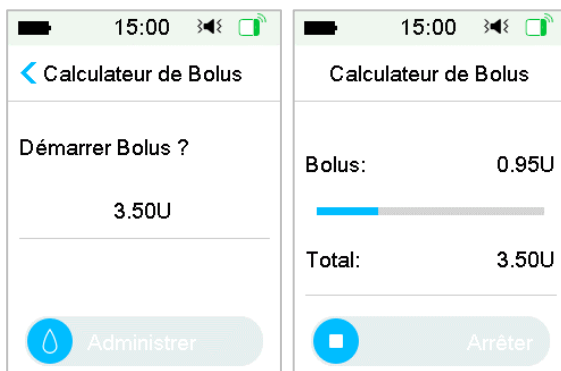 15:00
Calculateur de Bolus
Démarrer Bolus ?
3.50U
Administrer
15:00
Calculateur de Bolus
Bolus: 0.95U
Total: 3.50U
Arrêter